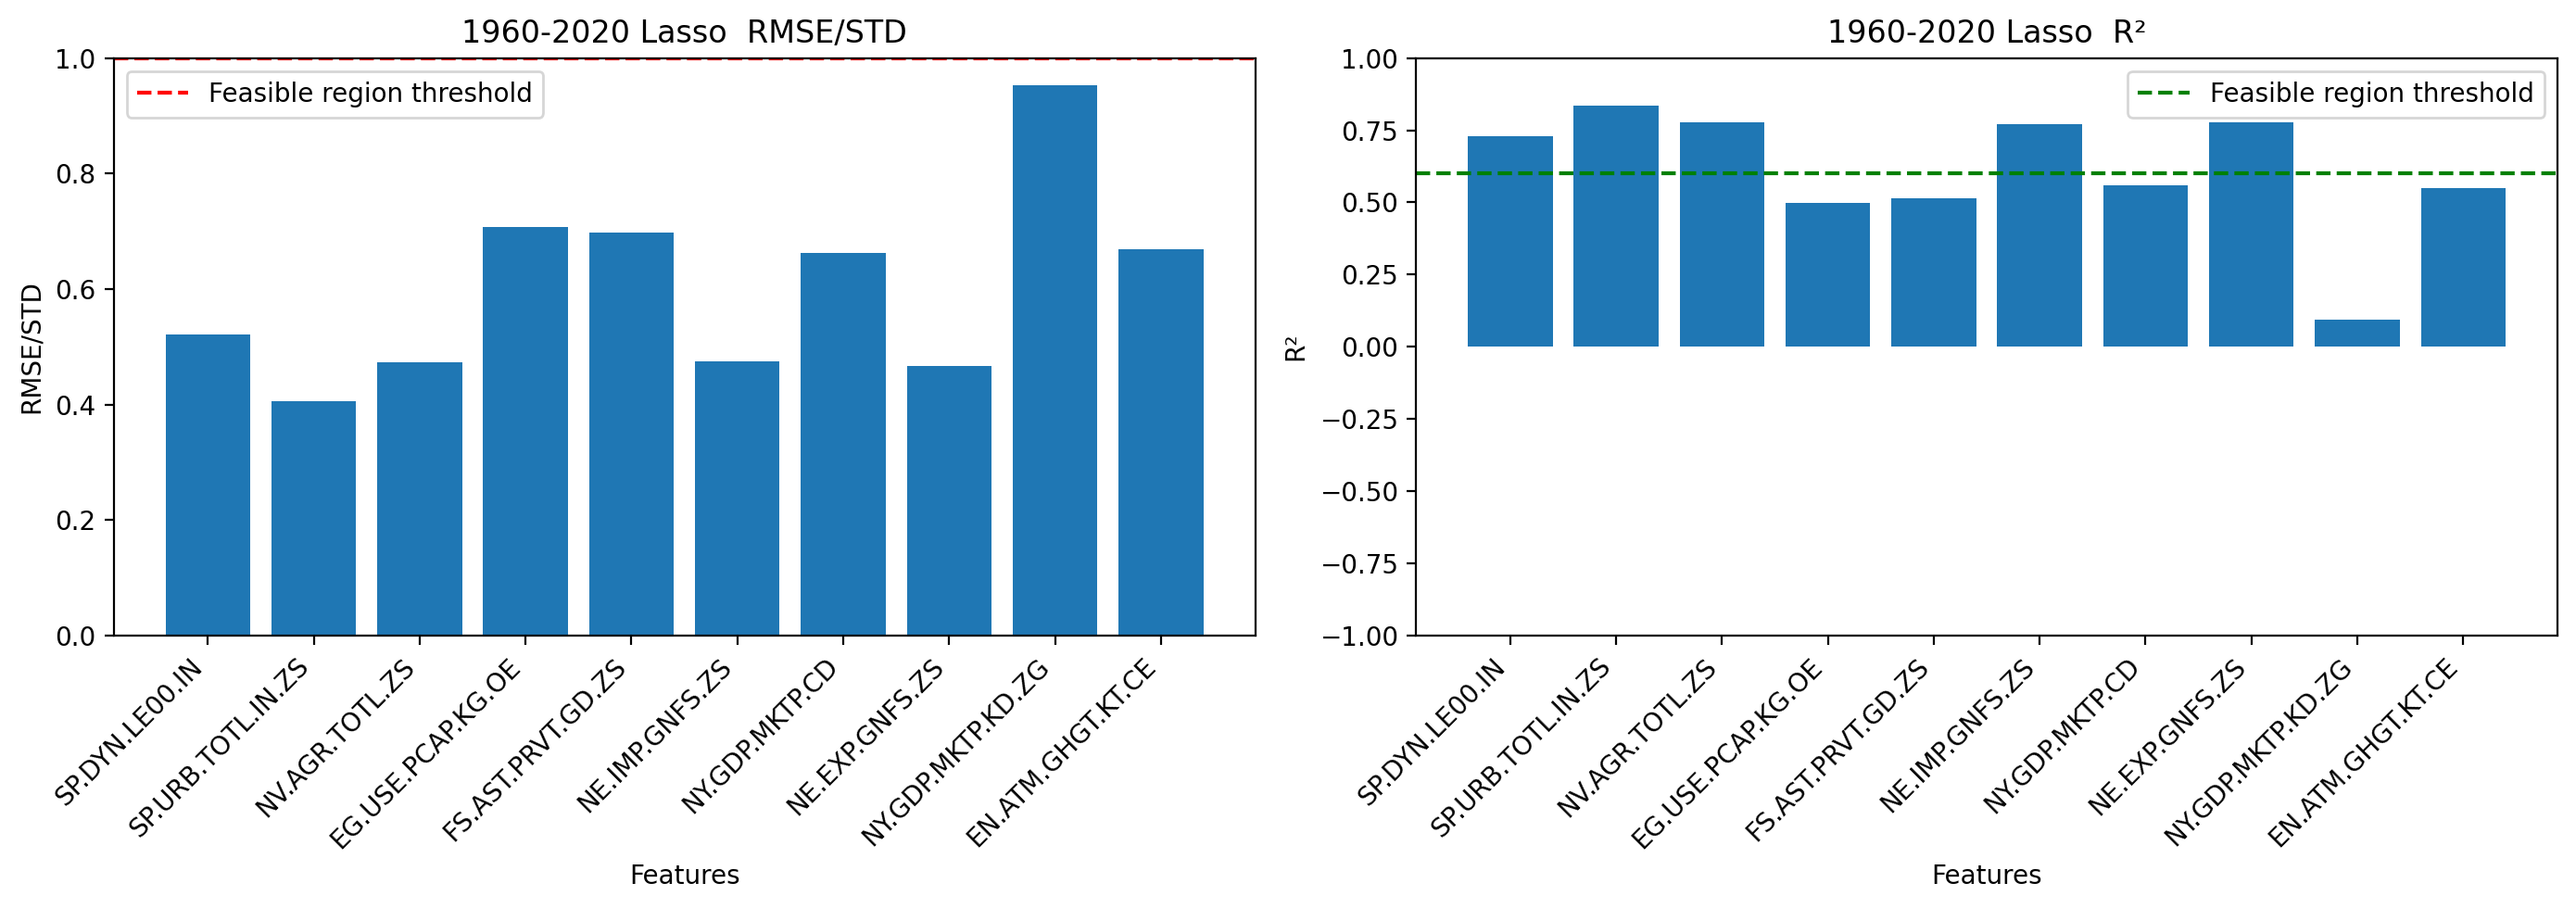 1960-2020 Lasso  RMSE/STD
1.0
0.8
0.6
0.4
0.2
0.0
RMSE/STD
Feasible region threshold
SP.DYN.LE00.IN
SP.URB.TOTL.IN.ZS
NV.AGR.TOTL.ZS
EG.USE.PCAP.KG.OE
FS.AST.PRVT.GD.ZS
NE.IMP.GNFS.ZS
NY.GDP.MKTP.CD
NE.EXP.GNFS.ZS
NY.GDP.MKTP.KD.ZG
EN.ATM.GHGT.KT.CE
Features
1960-2020 Lasso  R²
1.00
0.75
0.50
0.25
0.00
−0.25
−0.50
−0.75
−1.00
R²
Feasible region threshold
SP.DYN.LE00.IN
SP.URB.TOTL.IN.ZS
NV.AGR.TOTL.ZS
EG.USE.PCAP.KG.OE
FS.AST.PRVT.GD.ZS
NE.IMP.GNFS.ZS
NY.GDP.MKTP.CD
NE.EXP.GNFS.ZS
NY.GDP.MKTP.KD.ZG
EN.ATM.GHGT.KT.CE
Features